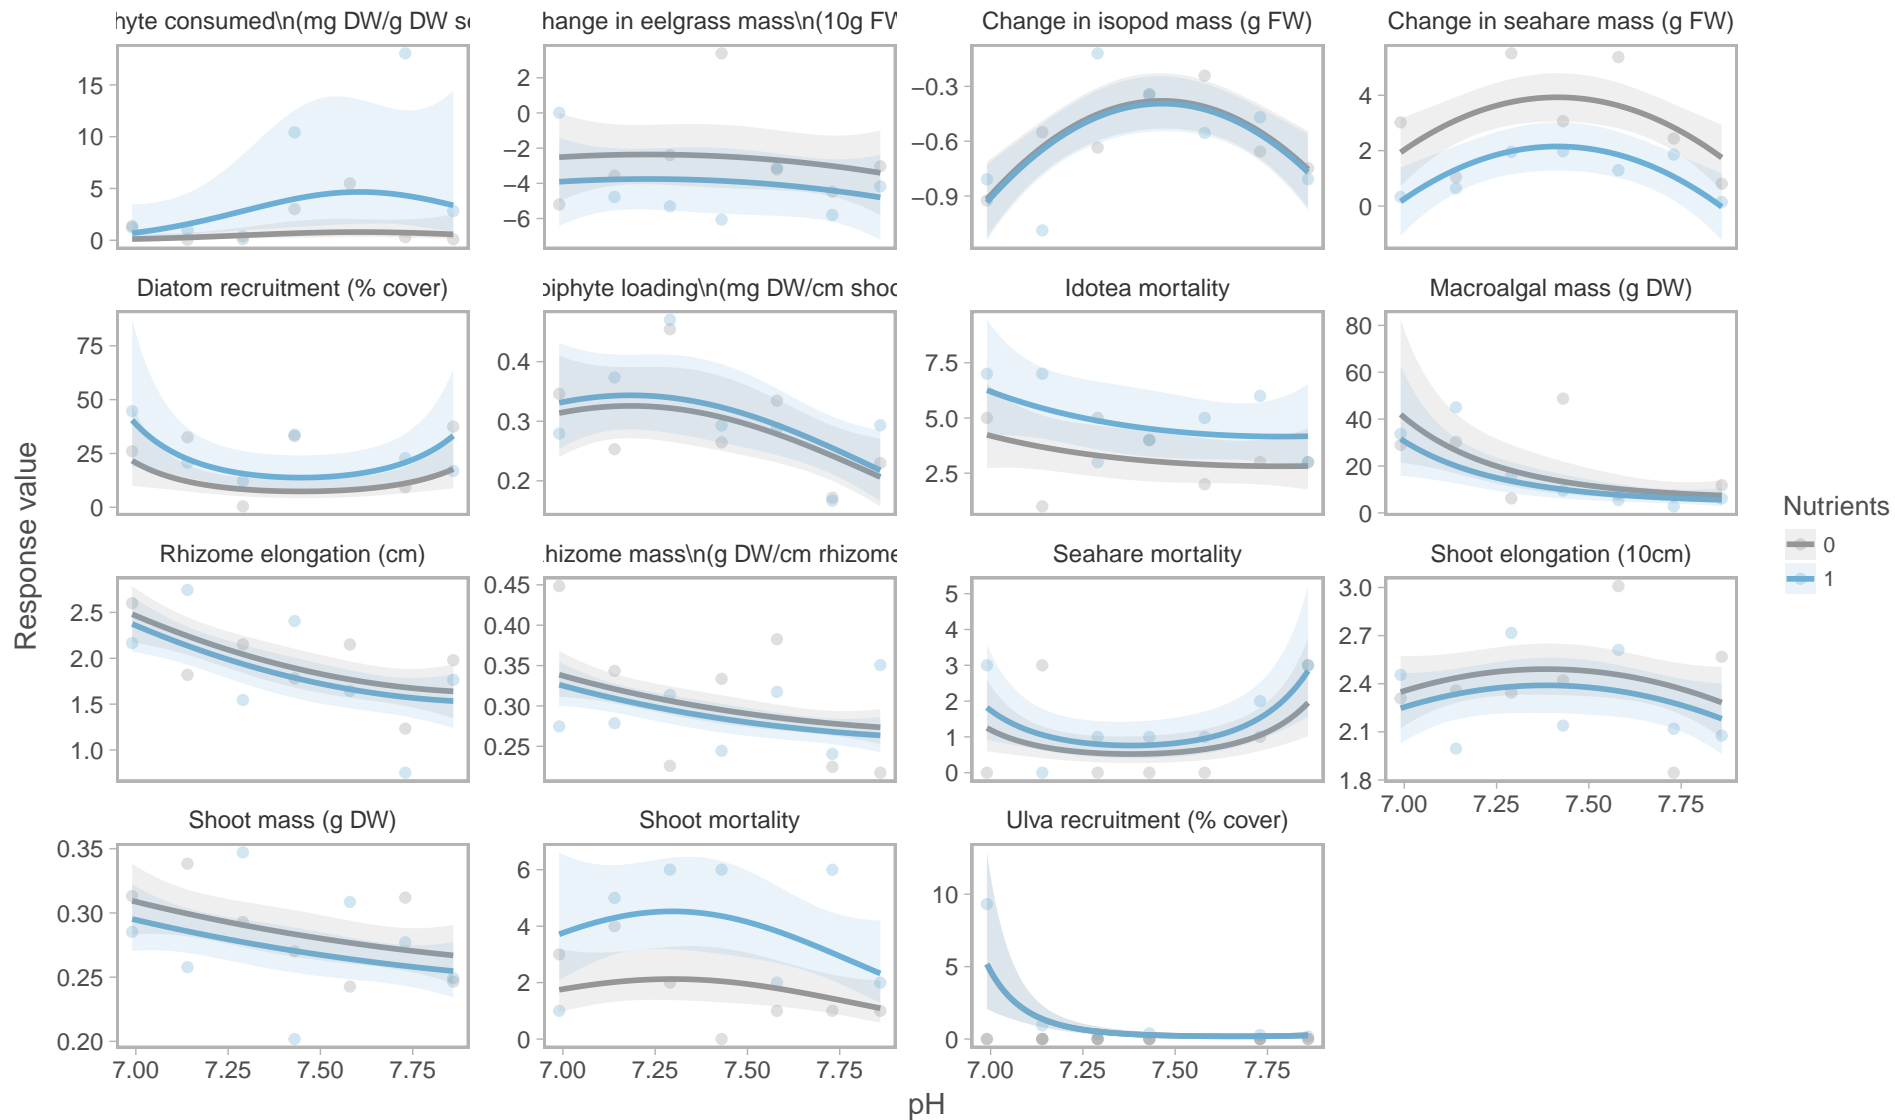 hyte consumed\n(mg DW/g DW se
hange in eelgrass mass\n(10g FW
Change in isopod mass (g FW)
Change in seahare mass (g FW)
15
10
5
0
2
0
−2
−4
−6
−0.3
−0.6
−0.9
4
2
0
Diatom recruitment (% cover)
piphyte loading\n(mg DW/cm shoo
Idotea mortality
Macroalgal mass (g DW)
75
50
25
0
0.4
0.3
0.2
7.5
5.0
2.5
80
60
40
20
0
Rhizome elongation (cm)
hizome mass\n(g DW/cm rhizome
Seahare mortality
Shoot elongation (10cm)
2.5
2.0
1.5
1.0
0.45
0.40
0.35
0.30
0.25
5
4
3
2
1
0
3.0
2.7
2.4
2.1
1.8
7.00 7.25 7.50 7.75
Shoot mass (g DW)
Shoot mortality
Ulva recruitment (% cover)
0.35
0.30
0.25
0.20
6
4
2
0
10
5
0
7.00 7.25 7.50 7.75
7.00 7.25 7.50 7.75
7.00 7.25 7.50 7.75
pH
Response value
Nutrients
0
1